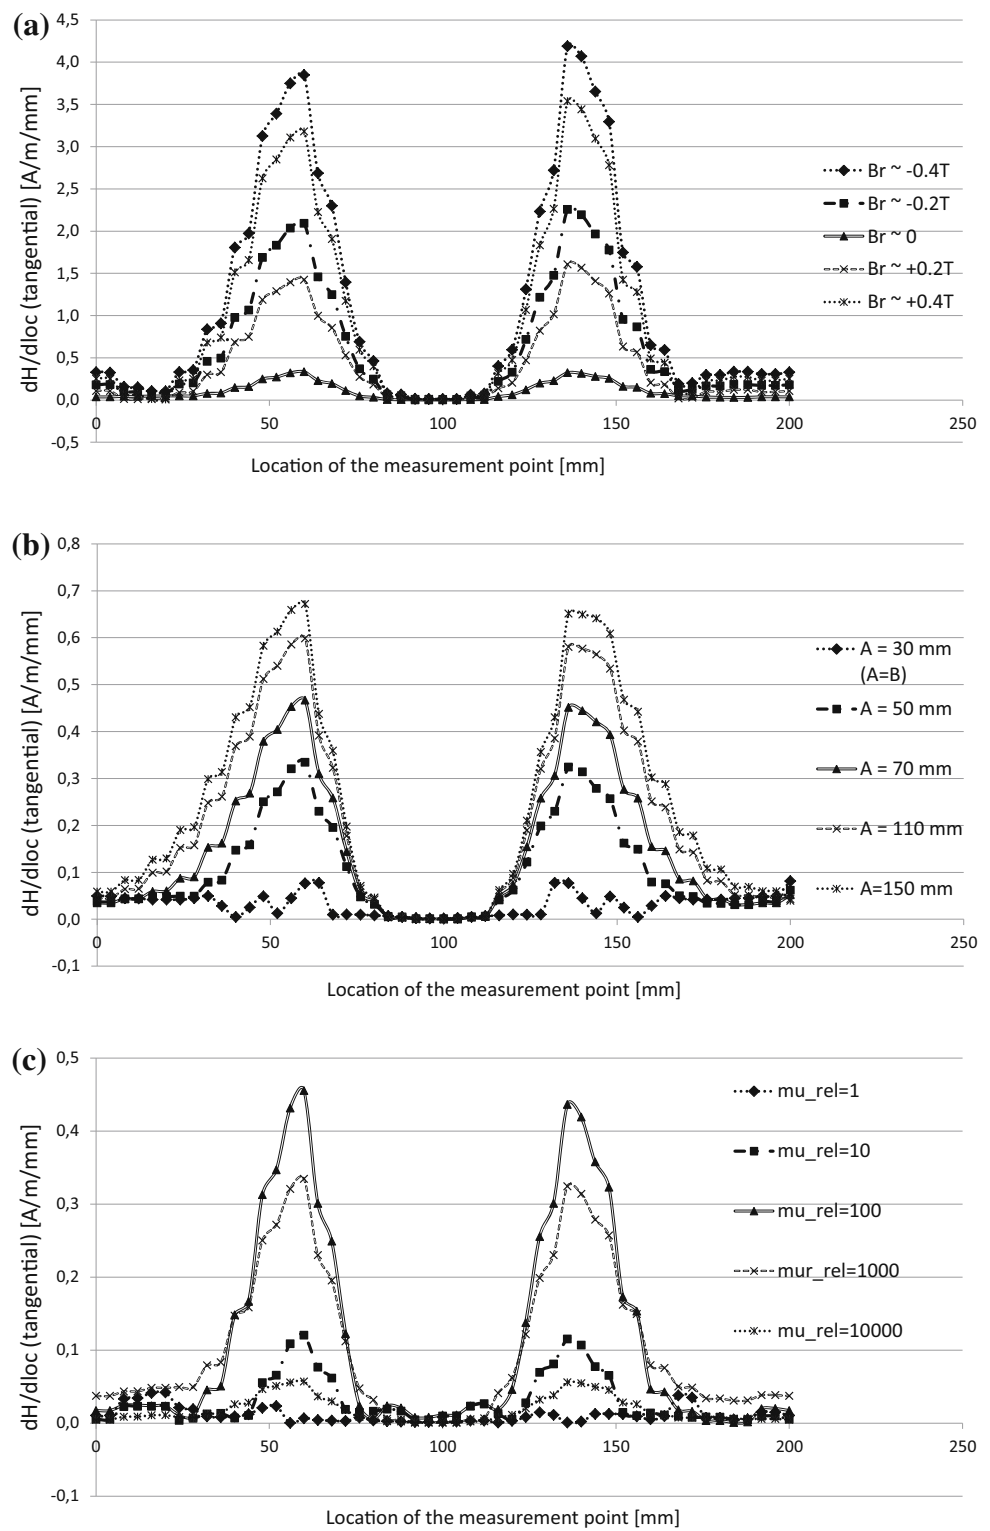 (a)
4,5
4,0
3,5
3,0
2,5
2,0
1,5
1,0
0,5
0,0
-0,5
dH/dloc (tangential) [A/m/mm]
0
50
100
150
200
250
Location of the measurement point [mm]
Br ~ -0.4T
Br ~ -0.2T
Br ~ 0
Br ~ +0.2T
Br ~ +0.4T
(b)
0,8
0,7
0,6
0,5
0,4
0,3
0,2
0,1
0,0
-0,1
dH/dloc (tangential) [A/m/mm]
0
50
100
150
200
250
Location of the measurement point [mm]
A = 30 mm
(A=B)
A = 50 mm
A = 70 mm
A = 110 mm
A=150 mm
(c)
0,5
0,4
0,3
0,2
0,1
0,0
-0,1
dH/dloc (tangential) [A/m/mm]
0
50
100
150
200
250
Location of the measurement point [mm]
mu_rel=1
mu_rel=10
mu_rel=100
mur_rel=1000
mu_rel=10000